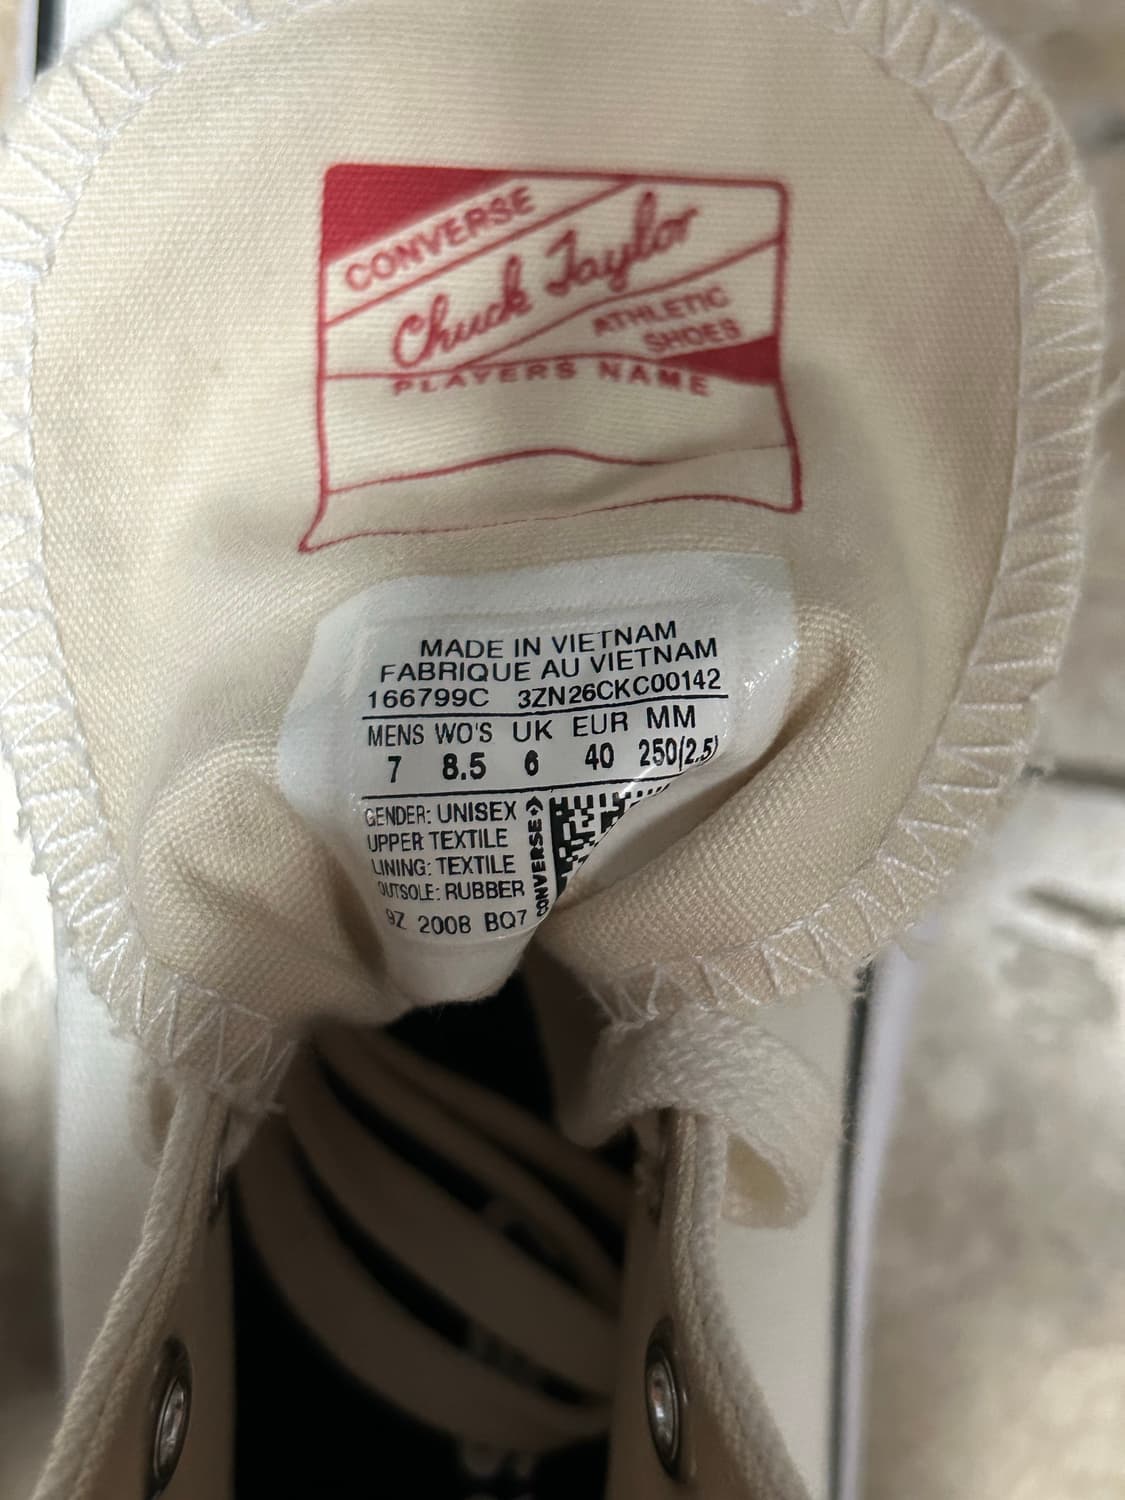 CONVERSE
Chuck Taylor
ATHLETIC
SHOES
PLAYERS NAME
MADE IN VIETNAM
FABRIQUE AU VIETNAM
166799C 3ZN26CKC00142
MENS WO'S UK EUR MM
7 8.5 6 40 250(2.5)
GENDER: UNISEX
UPPER TEXTILE
LINING: TEXTILE
OUTSOLE: RUBBER
9Z 2008 BQ7
CONVERSE